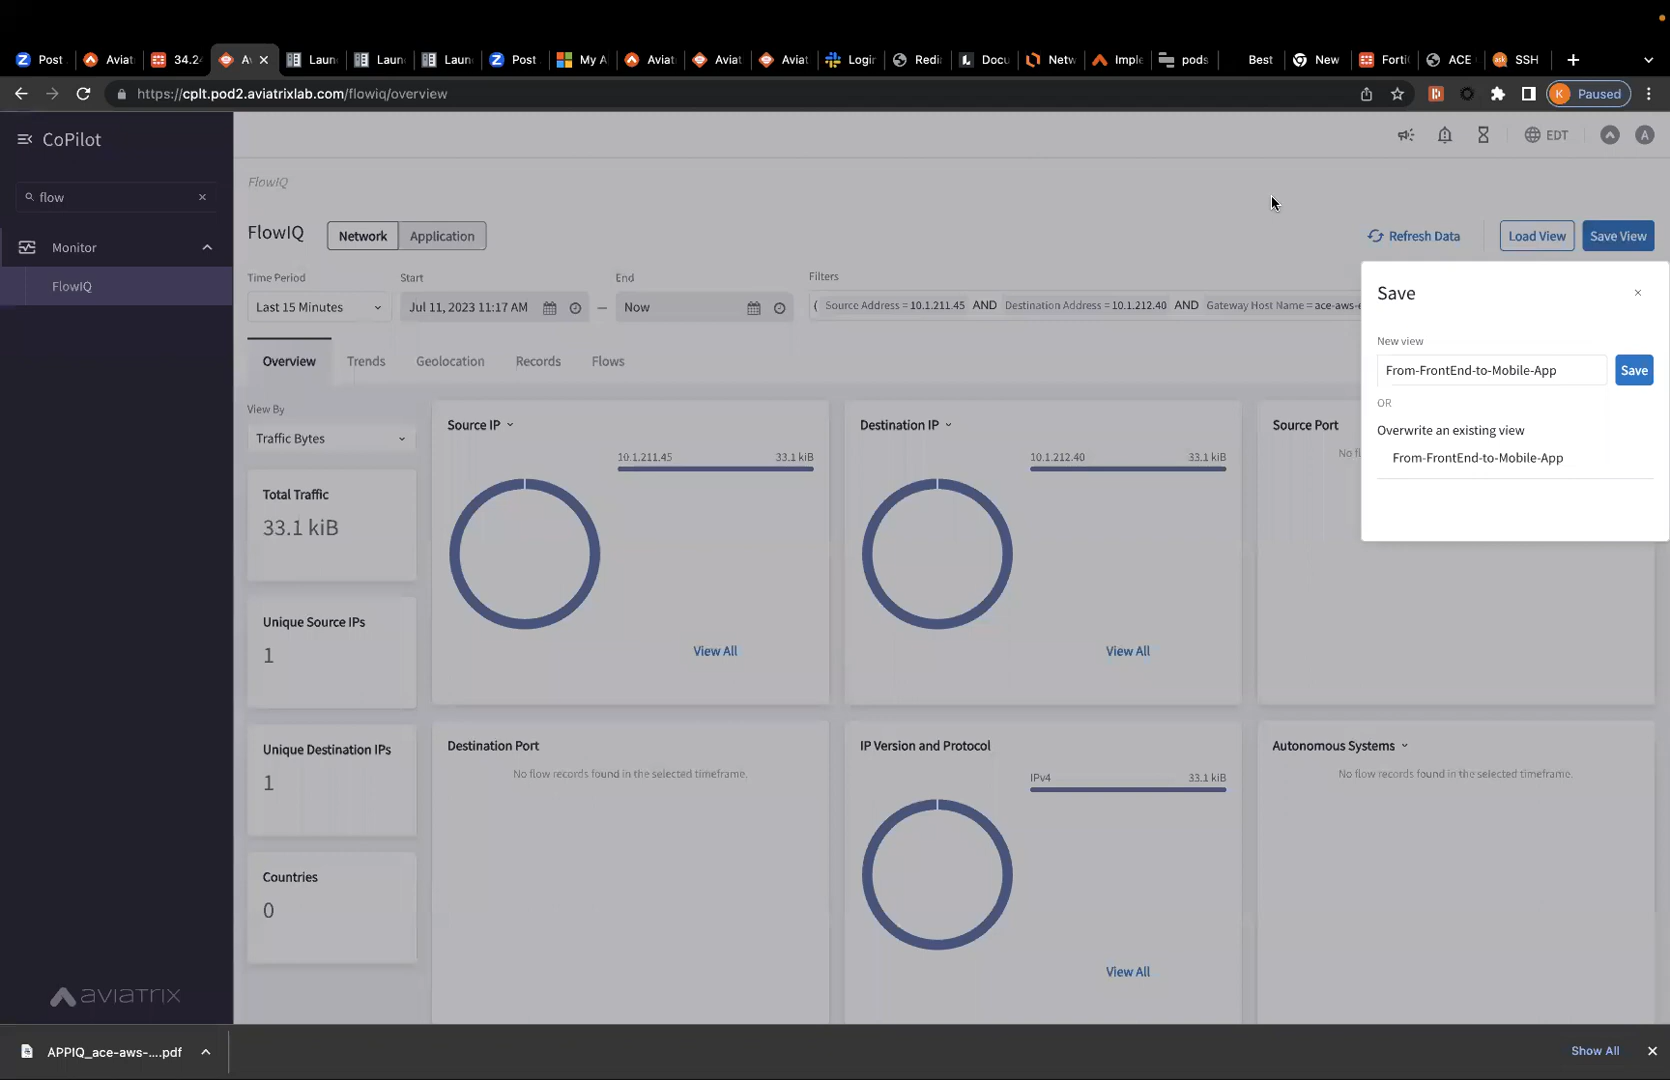 Post
Aviat
34.24
A
Laun
Laun
Laun
Post
My A
Aviat
Aviat
Aviat
Login
Redi
Docu
Netw
Imple
pods
Best
New
Forti
ACE
SSH
https://cplt.pod2.aviatrixlab.com/flowiq/overview
K
Paused
CoPilot
EDT
A
flow
FlowIQ
Monitor
FlowIQ
Network
Application
Refresh Data
Load View
Save View
FlowIQ
Time Period
Start
End
Filters
Last 15 Minutes
Jul 11, 2023 11:17 AM
—
Now
( Source Address = 10.1.211.45 AND Destination Address = 10.1.212.40 AND Gateway Host Name = ace-aws-e
Save
New view
From-FrontEnd-to-Mobile-App
Save
OR
Overwrite an existing view
From-FrontEnd-to-Mobile-App
Overview
Trends
Geolocation
Records
Flows
View By
Traffic Bytes
Total Traffic
33.1 kiB
Unique Source IPs
1
Unique Destination IPs
1
Countries
0
Source IP
10.1.211.45
33.1 kiB
View All
Destination IP
10.1.212.40
33.1 kiB
View All
Source Port
No fl
Destination Port
No flow records found in the selected timeframe.
IP Version and Protocol
IPv4
33.1 kiB
View All
Autonomous Systems
No flow records found in the selected timeframe.
aviatrix
APPIQ_ace-aws-....pdf
Show All